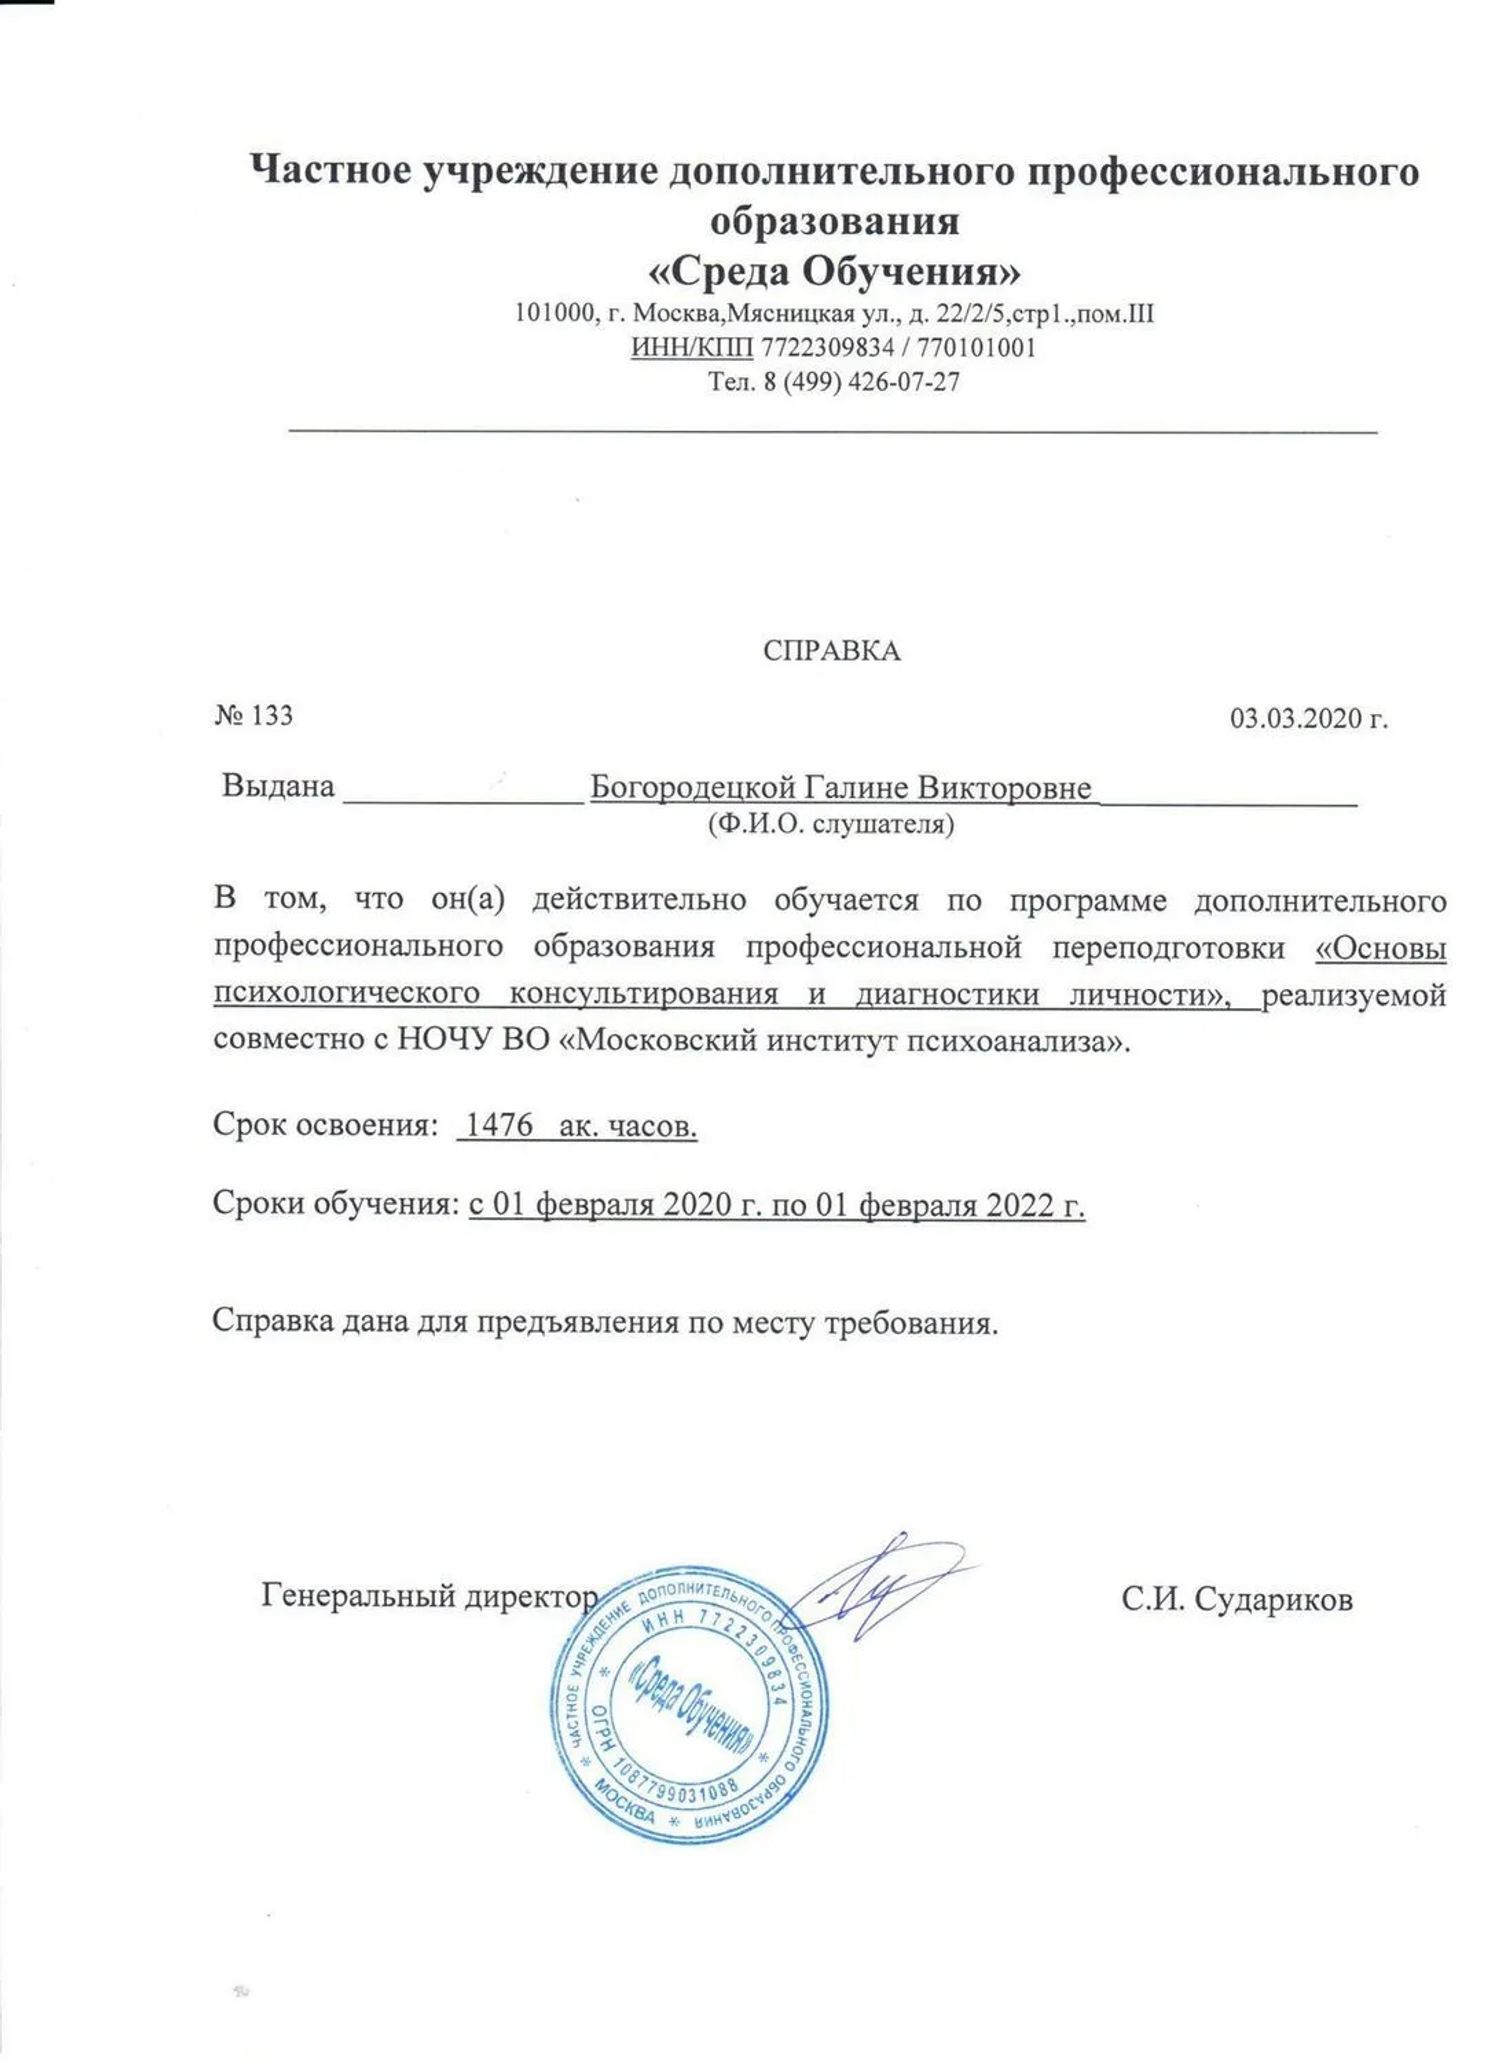 Частное учреждение дополнительного профессионального
образования
«Среда Обучения»
101000, г. Москва,Мясницкая ул., д. 22/2/5,стр1.,пом.III
ИНН/КПП 7722309834 / 770101001
Тел. 8 (499) 426-07-27
СПРАВКА
№ 133 03.03.2020 г.
Выдана Богородецкой Галине Викторовне
(Ф.И.О. слушателя)
В том, что он(а) действительно обучается по программе дополнительного
профессионального образования профессиональной переподготовки «Основы
психологического консультирования и диагностики личности», реализуемой
совместно с НОЧУ ВО «Московский институт психоанализа».
Срок освоения: 1476 ак. часов.
Сроки обучения: с 01 февраля 2020 г. по 01 февраля 2022 г.
Справка дана для предъявления по месту требования.
Генеральный директор С.И. Судариков
ЧАСТНОЕ УЧРЕЖДЕНИЕ ДОПОЛНИТЕЛЬНОГО ПРОФЕССИОНАЛЬНОГО ОБРАЗОВАНИЯ * МОСКВА *
ИНН 7722309834 * ОГРН 1087799031088 *
«Среда Обучения»